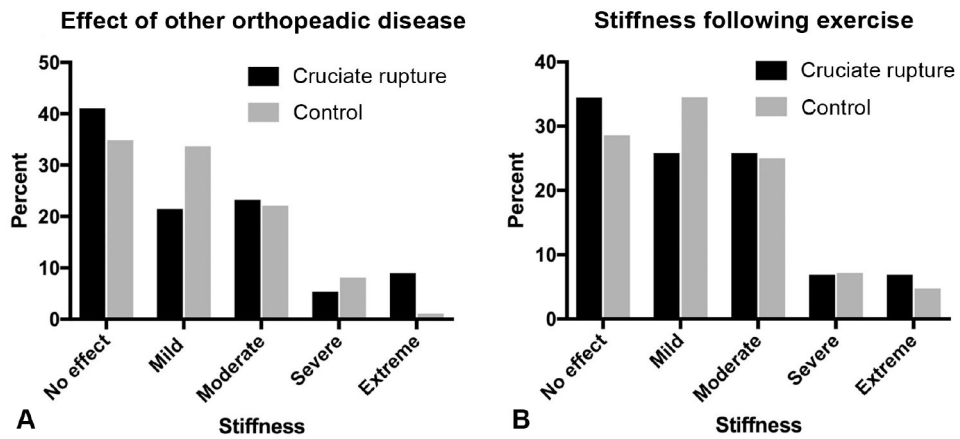 Effect of other orthopeadic disease
50
40
30
20
10
0
Percent
Cruciate rupture
Control
No effect
Mild
Moderate
Severe
Extreme
Stiffness
A
Stiffness following exercise
40
30
20
10
0
Percent
Cruciate rupture
Control
No effect
Mild
Moderate
Severe
Extreme
Stiffness
B